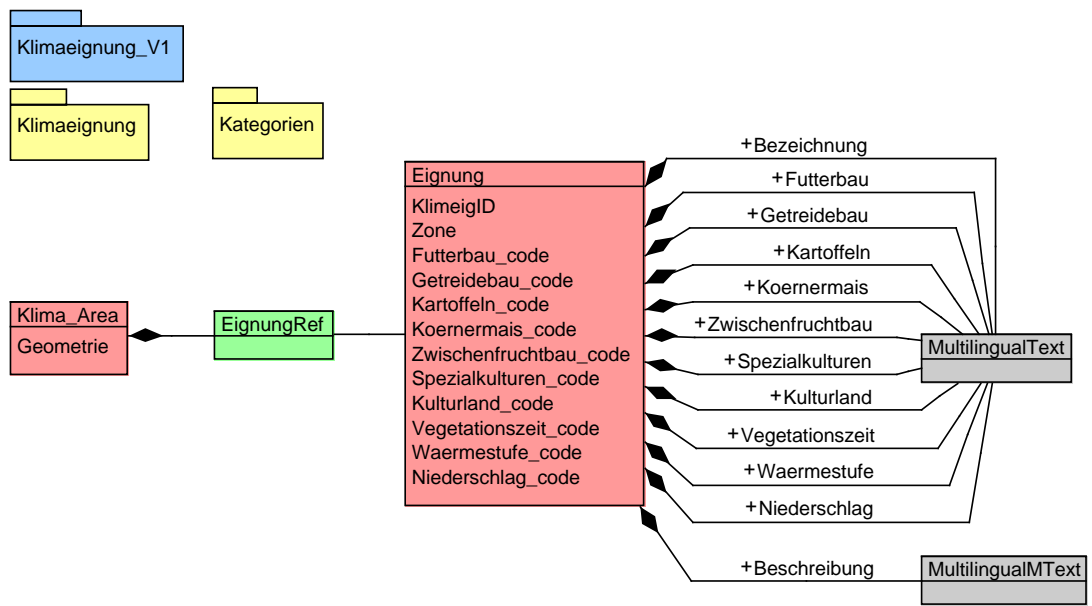 Klimaeignung_V1
Klimaeignung
Kategorien
Klima_Area
Geometrie
EignungRef
Eignung
KlimeigID
Zone
Futterbau_code
Getreidebau_code
Kartoffeln_code
Koernermais_code
Zwischenfruchtbau_code
Spezialkulturen_code
Kulturland_code
Vegetationszeit_code
Waermestufe_code
Niederschlag_code
+Bezeichnung
+Futterbau
+Getreidebau
+Kartoffeln
+Koernermais
+Zwischenfruchtbau
+Spezialkulturen
+Kulturland
+Vegetationszeit
+Waermestufe
+Niederschlag
+Beschreibung
MultilingualText
MultilingualMText